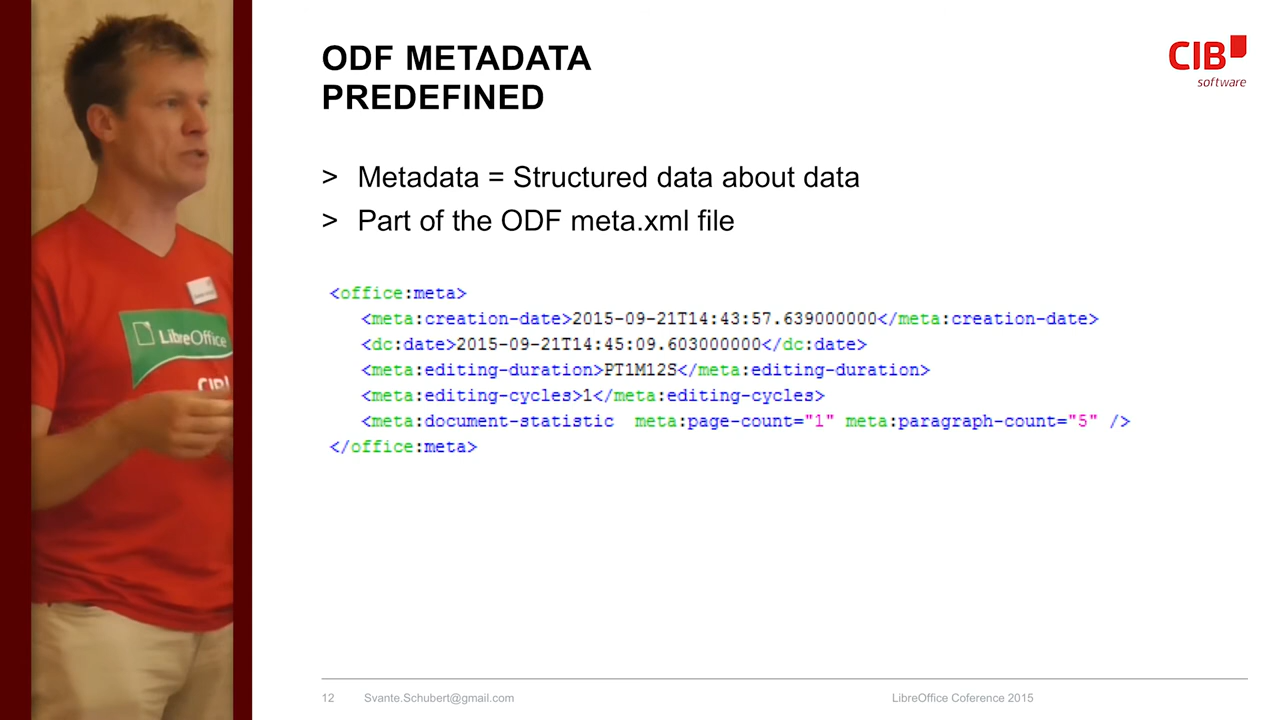 ODF METADATA
PREDEFINED
CIB
software
> Metadata = Structured data about data
> Part of the ODF meta.xml file
<office:meta>
<meta:creation-date>2015-09-21T14:43:57.639000000</meta:creation-date>
<dc:date>2015-09-21T14:45:09.603000000</dc:date>
<meta:editing-duration>PT1M12S</meta:editing-duration>
<meta:editing-cycles>1</meta:editing-cycles>
<meta:document-statistic meta:page-count="1" meta:paragraph-count="5" />
</office:meta>
LibreOffice
CIB
12 Svante.Schubert@gmail.com LibreOffice Coference 2015